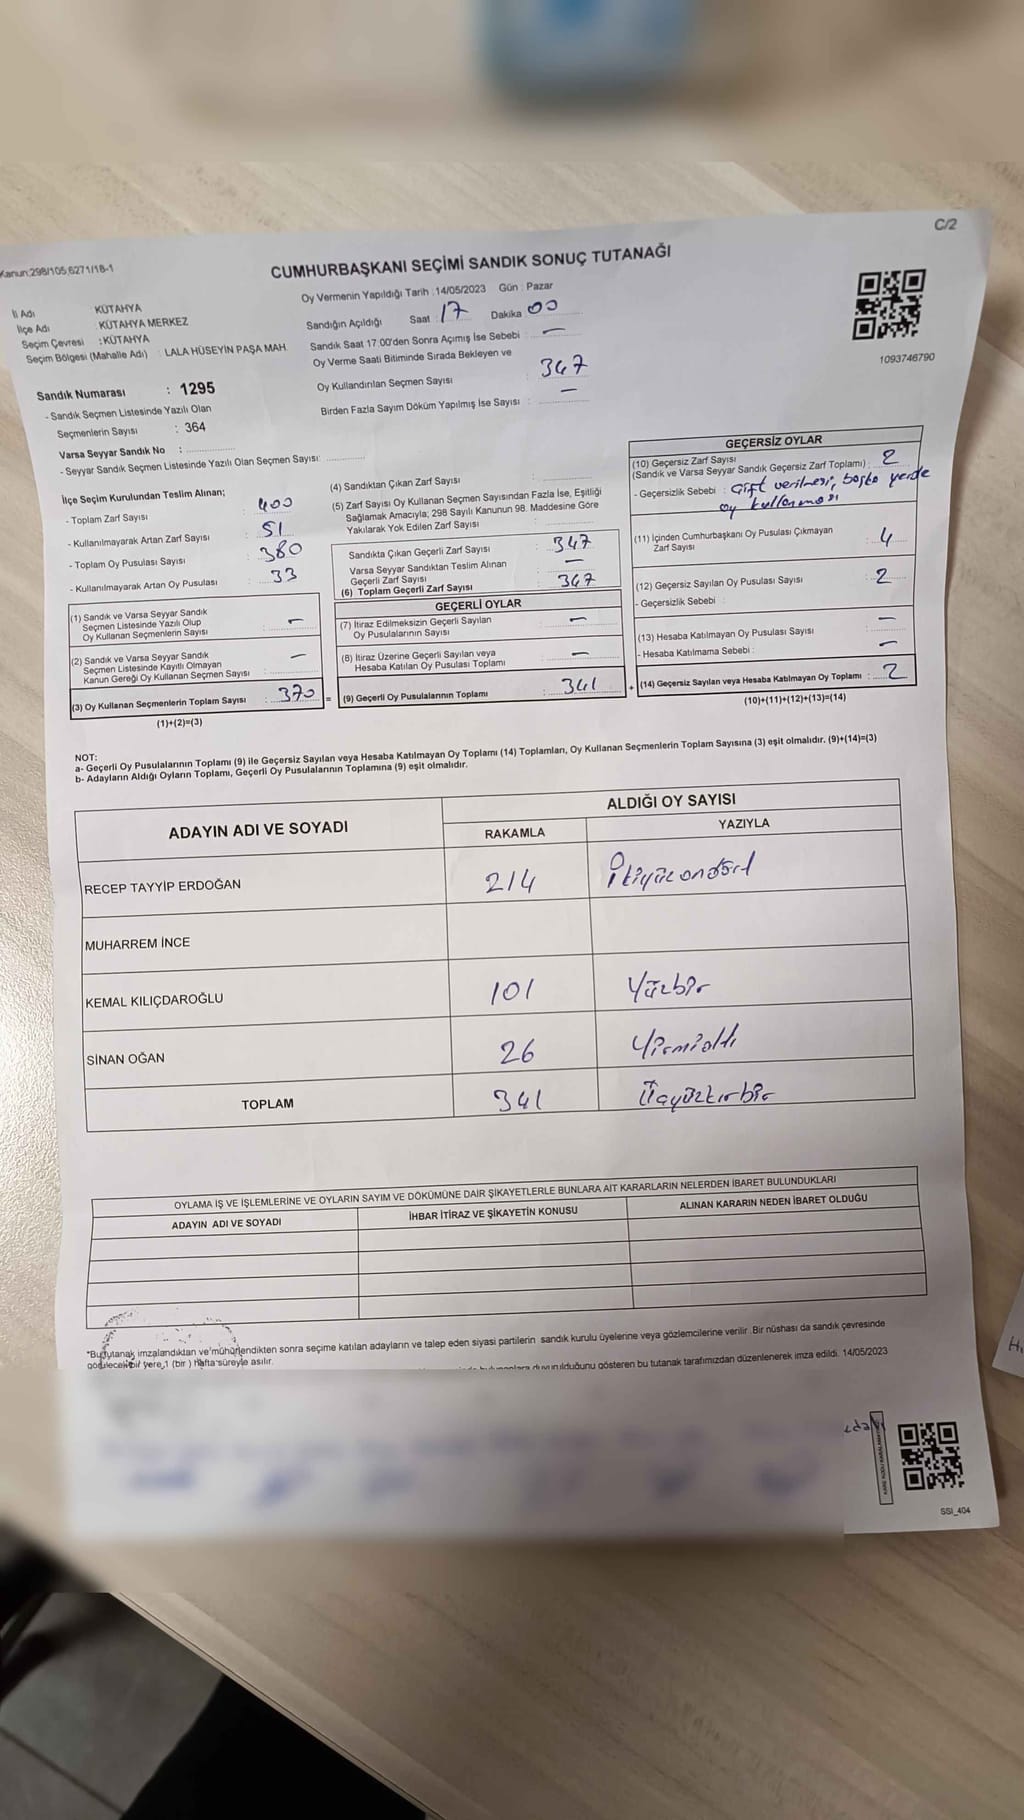 C/2
Kanun;298/105;6271/18-1
CUMHURBAŞKANI SEÇİMİ SANDIK SONUÇ TUTANAĞI
İl Adı KÜTAHYA
İlçe Adı : KÜTAHYA MERKEZ
Seçim Çevresi : KÜTAHYA
Seçim Bölgesi (Mahalle Adı) : LALA HÜSEYİN PAŞA MAH.
Oy Vermenin Yapıldığı Tarih :14/05/2023 Gün : Pazar
Sandığın Açıldığı Saat : 17 Dakika 00
Sandık Saat 17:00'den Sonra Açımış İse Sebebi : —
Oy Verme Saati Bitiminde Sırada Bekleyen ve
Oy Kullandırılan Seçmen Sayısı : 347
Birden Fazla Sayım Döküm Yapılmış İse Sayısı : —
1093746790
Sandık Numarası : 1295
- Sandık Seçmen Listesinde Yazılı Olan
Seçmenlerin Sayısı : 364
Varsa Seyyar Sandık No :
- Seyyar Sandık Seçmen Listesinde Yazılı Olan Seçmen Sayısı:
İlçe Seçim Kurulundan Teslim Alınan;
- Toplam Zarf Sayısı : 400
- Kullanılmayarak Artan Zarf Sayısı : 51
- Toplam Oy Pusulası Sayısı : 380
- Kullanılmayarak Artan Oy Pusulası : 33
(1) Sandık ve Varsa Seyyar Sandık
Seçmen Listesinde Yazılı Olup
Oy Kullanan Seçmenlerin Sayısı : —
(2) Sandık ve Varsa Seyyar Sandık
Seçmen Listesinde Kayıtlı Olmayan
Kanun Gereği Oy Kullanan Seçmen Sayısı : —
(3) Oy Kullanan Seçmenlerin Toplam Sayısı : 370 =
(1)+(2)=(3)
(4) Sandıktan Çıkan Zarf Sayısı :
(5) Zarf Sayısı Oy Kullanan Seçmen Sayısından Fazla İse, Eşitliği
Sağlamak Amacıyla; 298 Sayılı Kanunun 98. Maddesine Göre
Yakılarak Yok Edilen Zarf Sayısı :
Sandıkta Çıkan Geçerli Zarf Sayısı : 347
Varsa Seyyar Sandıktan Teslim Alınan
Geçerli Zarf Sayısı : —
(6) Toplam Geçerli Zarf Sayısı : 347
GEÇERLİ OYLAR
(7) İtiraz Edilmeksizin Geçerli Sayılan
Oy Pusulalarının Sayısı : —
(8) İtiraz Üzerine Geçerli Sayılan veya
Hesaba Katılan Oy Pusulası Toplamı : —
(9) Geçerli Oy Pusulalarının Toplamı : 341 +
GEÇERSİZ OYLAR
(10) Geçersiz Zarf Sayısı
(Sandık ve Varsa Seyyar Sandık Geçersiz Zarf Toplamı) : 2
- Geçersizlik Sebebi : Çift verilmesi, başka yerde
oy kullanması
(11) İçinden Cumhurbaşkanı Oy Pusulası Çıkmayan
Zarf Sayısı : 4
(12) Geçersiz Sayılan Oy Pusulası Sayısı : 2
- Geçersizlik Sebebi :
(13) Hesaba Katılmayan Oy Pusulası Sayısı : —
- Hesaba Katılmama Sebebi : —
(14) Geçersiz Sayılan veya Hesaba Katılmayan Oy Toplamı : 2
(10)+(11)+(12)+(13)=(14)
NOT:
a- Geçerli Oy Pusulalarının Toplamı (9) ile Geçersiz Sayılan veya Hesaba Katılmayan Oy Toplamı (14) Toplamları, Oy Kullanan Seçmenlerin Toplam Sayısına (3) eşit olmalıdır. (9)+(14)=(3)
b- Adayların Aldığı Oyların Toplamı, Geçerli Oy Pusulalarının Toplamına (9) eşit olmalıdır.
ADAYIN ADI VE SOYADI ALDIĞI OY SAYISI
RAKAMLA YAZIYLA
RECEP TAYYİP ERDOĞAN 214 İkiyüzondört
MUHARREM İNCE
KEMAL KILIÇDAROĞLU 101 Yüzbir
SİNAN OĞAN 26 Yirmialtı
TOPLAM 341 Üçyüzkırbir
OYLAMA İŞ VE İŞLEMLERİNE VE OYLARIN SAYIM VE DÖKÜMÜNE DAİR ŞİKAYETLERLE BUNLARA AİT KARARLARIN NELERDEN İBARET BULUNDUKLARI
ADAYIN ADI VE SOYADI İHBAR İTİRAZ VE ŞİKAYETİN KONUSU ALINAN KARARIN NEDEN İBARET OLDUĞU
*Bu tutanak imzalandıktan ve mühürlendikten sonra seçime katılan adayların ve talep eden siyasi partilerin sandık kurulu üyelerine veya gözlemcilerine verilir. Bir nüshası da sandık çevresinde
görülecek bir yere 1 (bir ) hafta süreyle asılır.
duyurulduğunu gösteren bu tutanak tarafımızdan düzenlenerek imza edildi. 14/05/2023
SSI_404